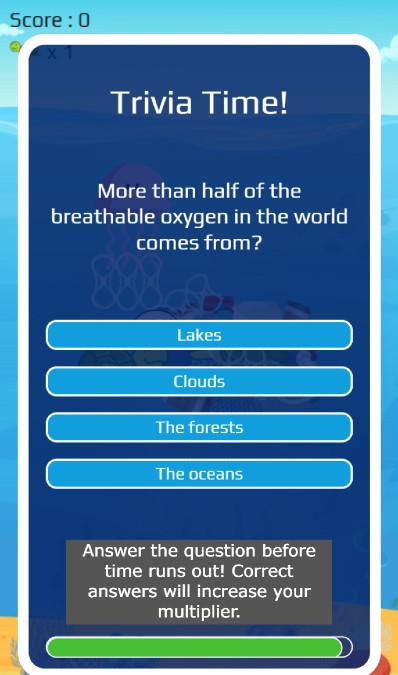 Score : 0
x 1
Trivia Time!
More than half of the
breathable oxygen in the world
comes from?
Lakes
Clouds
The forests
The oceans
Answer the question before
time runs out! Correct
answers will increase your
multiplier.